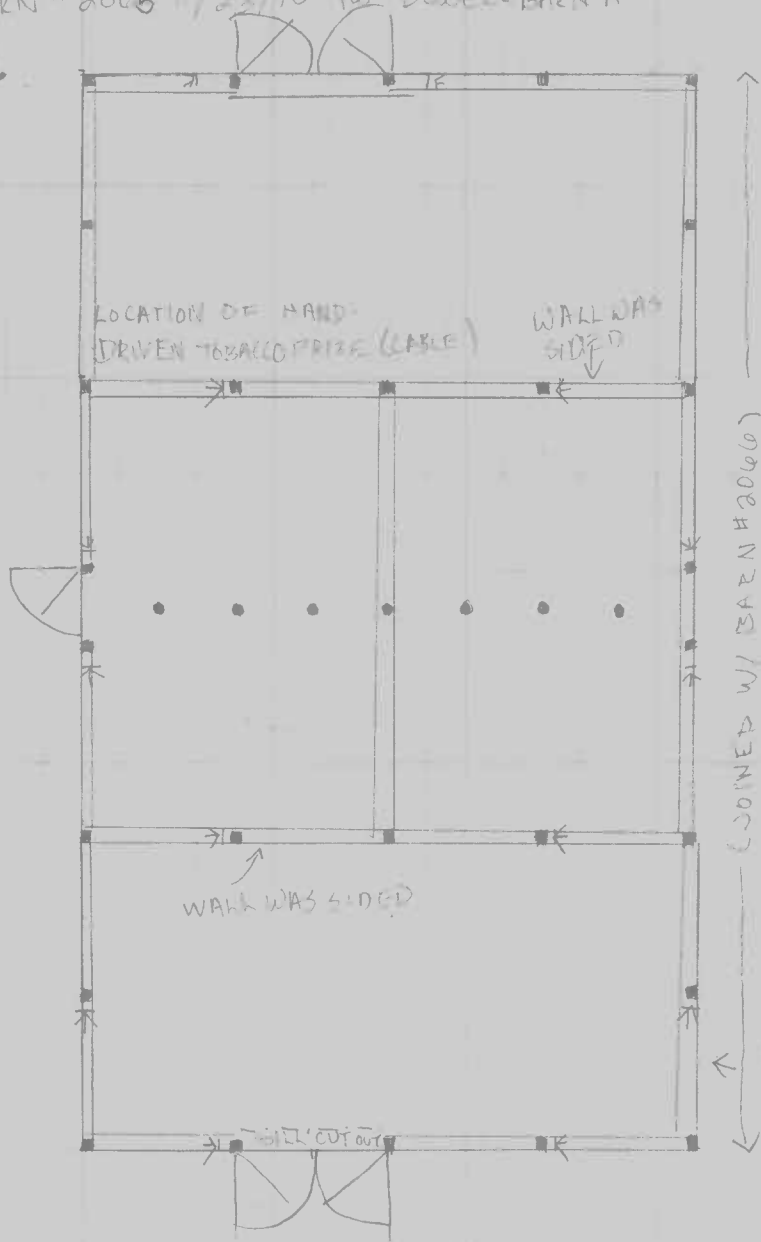 LOCATION OF HAND-
DRIVEN TOBACCO PRIZE (CABLE)
WALL WAS
SIDED
(JOINED W/ BARN #2066)
WALL WAS SIDED
SILL CUT OUT